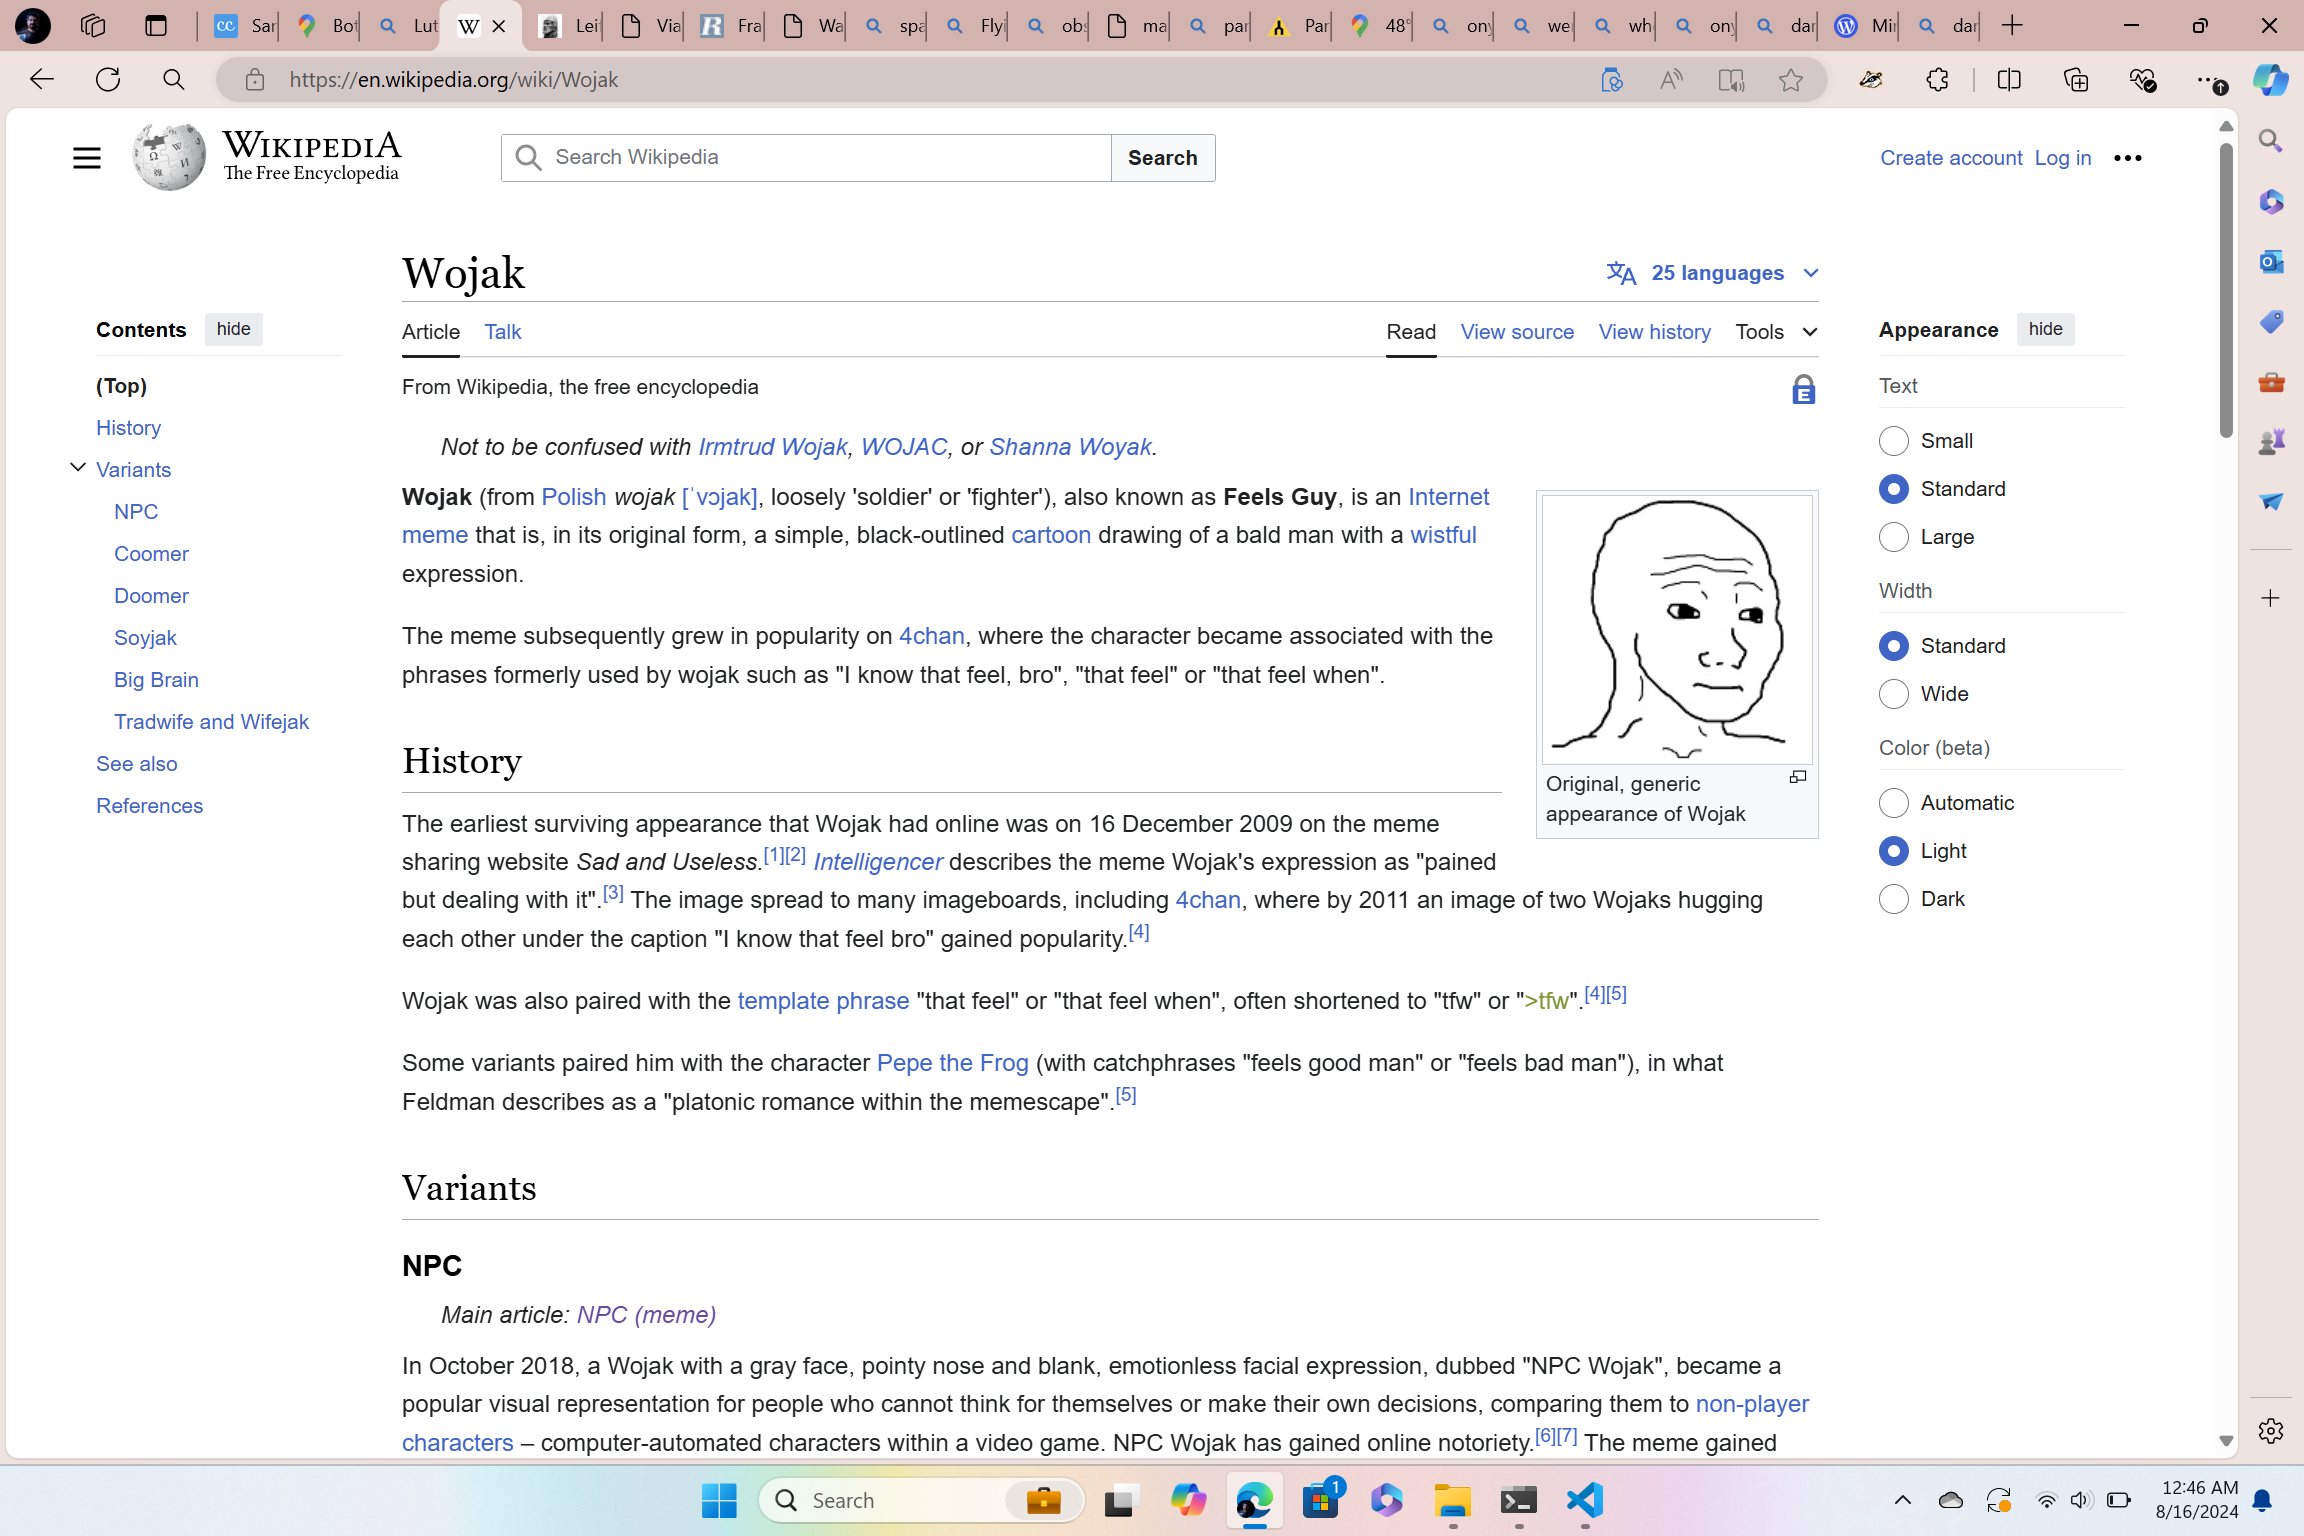 Sar
Bot
Lut
Lei
Via
Fra
Wa
spa
Flyi
obs
ma
par
Par
48°
ony
we
wh
ony
dar
Mir
dar
https://en.wikipedia.org/wiki/Wojak
WIKIPEDIA
The Free Encyclopedia
Search Wikipedia
Search
Create account Log in
Wojak
25 languages
Contents hide
(Top)
History
Variants
NPC
Coomer
Doomer
Soyjak
Big Brain
Tradwife and Wifejak
See also
References
Article Talk
Read View source View history Tools
From Wikipedia, the free encyclopedia
Not to be confused with Irmtrud Wojak, WOJAC, or Shanna Woyak.
Wojak (from Polish wojak [ˈvɔjak], loosely 'soldier' or 'fighter'), also known as Feels Guy, is an Internet
meme that is, in its original form, a simple, black-outlined cartoon drawing of a bald man with a wistful
expression.
The meme subsequently grew in popularity on 4chan, where the character became associated with the
phrases formerly used by wojak such as "I know that feel, bro", "that feel" or "that feel when".
Original, generic
appearance of Wojak
History
The earliest surviving appearance that Wojak had online was on 16 December 2009 on the meme
sharing website Sad and Useless.[1][2] Intelligencer describes the meme Wojak's expression as "pained
but dealing with it".[3] The image spread to many imageboards, including 4chan, where by 2011 an image of two Wojaks hugging
each other under the caption "I know that feel bro" gained popularity.[4]
Wojak was also paired with the template phrase "that feel" or "that feel when", often shortened to "tfw" or ">tfw".[4][5]
Some variants paired him with the character Pepe the Frog (with catchphrases "feels good man" or "feels bad man"), in what
Feldman describes as a "platonic romance within the memescape".[5]
Variants
NPC
Main article: NPC (meme)
In October 2018, a Wojak with a gray face, pointy nose and blank, emotionless facial expression, dubbed "NPC Wojak", became a
popular visual representation for people who cannot think for themselves or make their own decisions, comparing them to non-player
characters – computer-automated characters within a video game. NPC Wojak has gained online notoriety.[6][7] The meme gained
Appearance hide
Text
Small
Standard
Large
Width
Standard
Wide
Color (beta)
Automatic
Light
Dark
Search
1
12:46 AM
8/16/2024